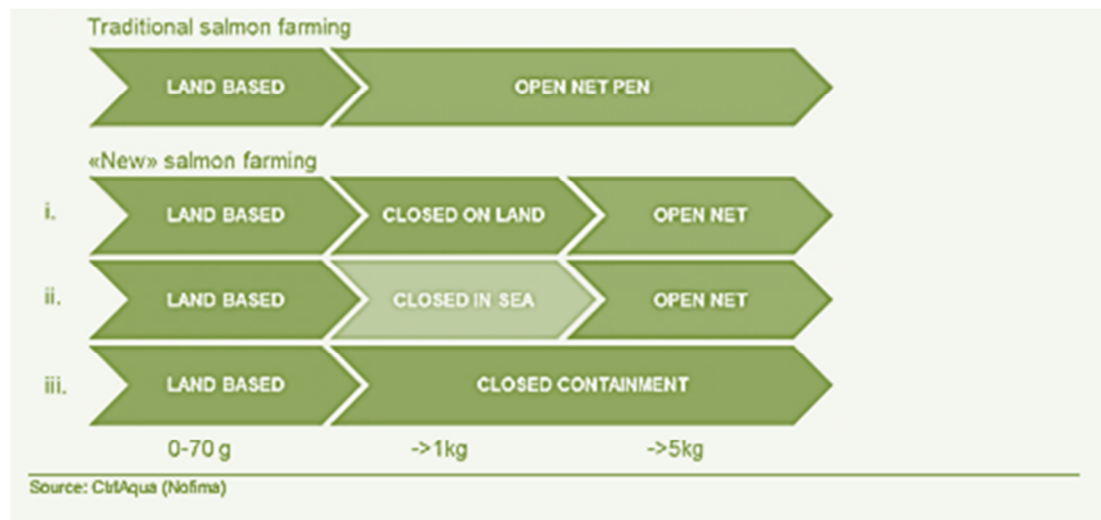 Traditional salmon farming
LAND BASED OPEN NET PEN
«New» salmon farming
i. LAND BASED CLOSED ON LAND OPEN NET
ii. LAND BASED CLOSED IN SEA OPEN NET
iii. LAND BASED CLOSED CONTAINMENT
0-70 g ->1kg ->5kg
Source: CtrlAqua (Nofima)